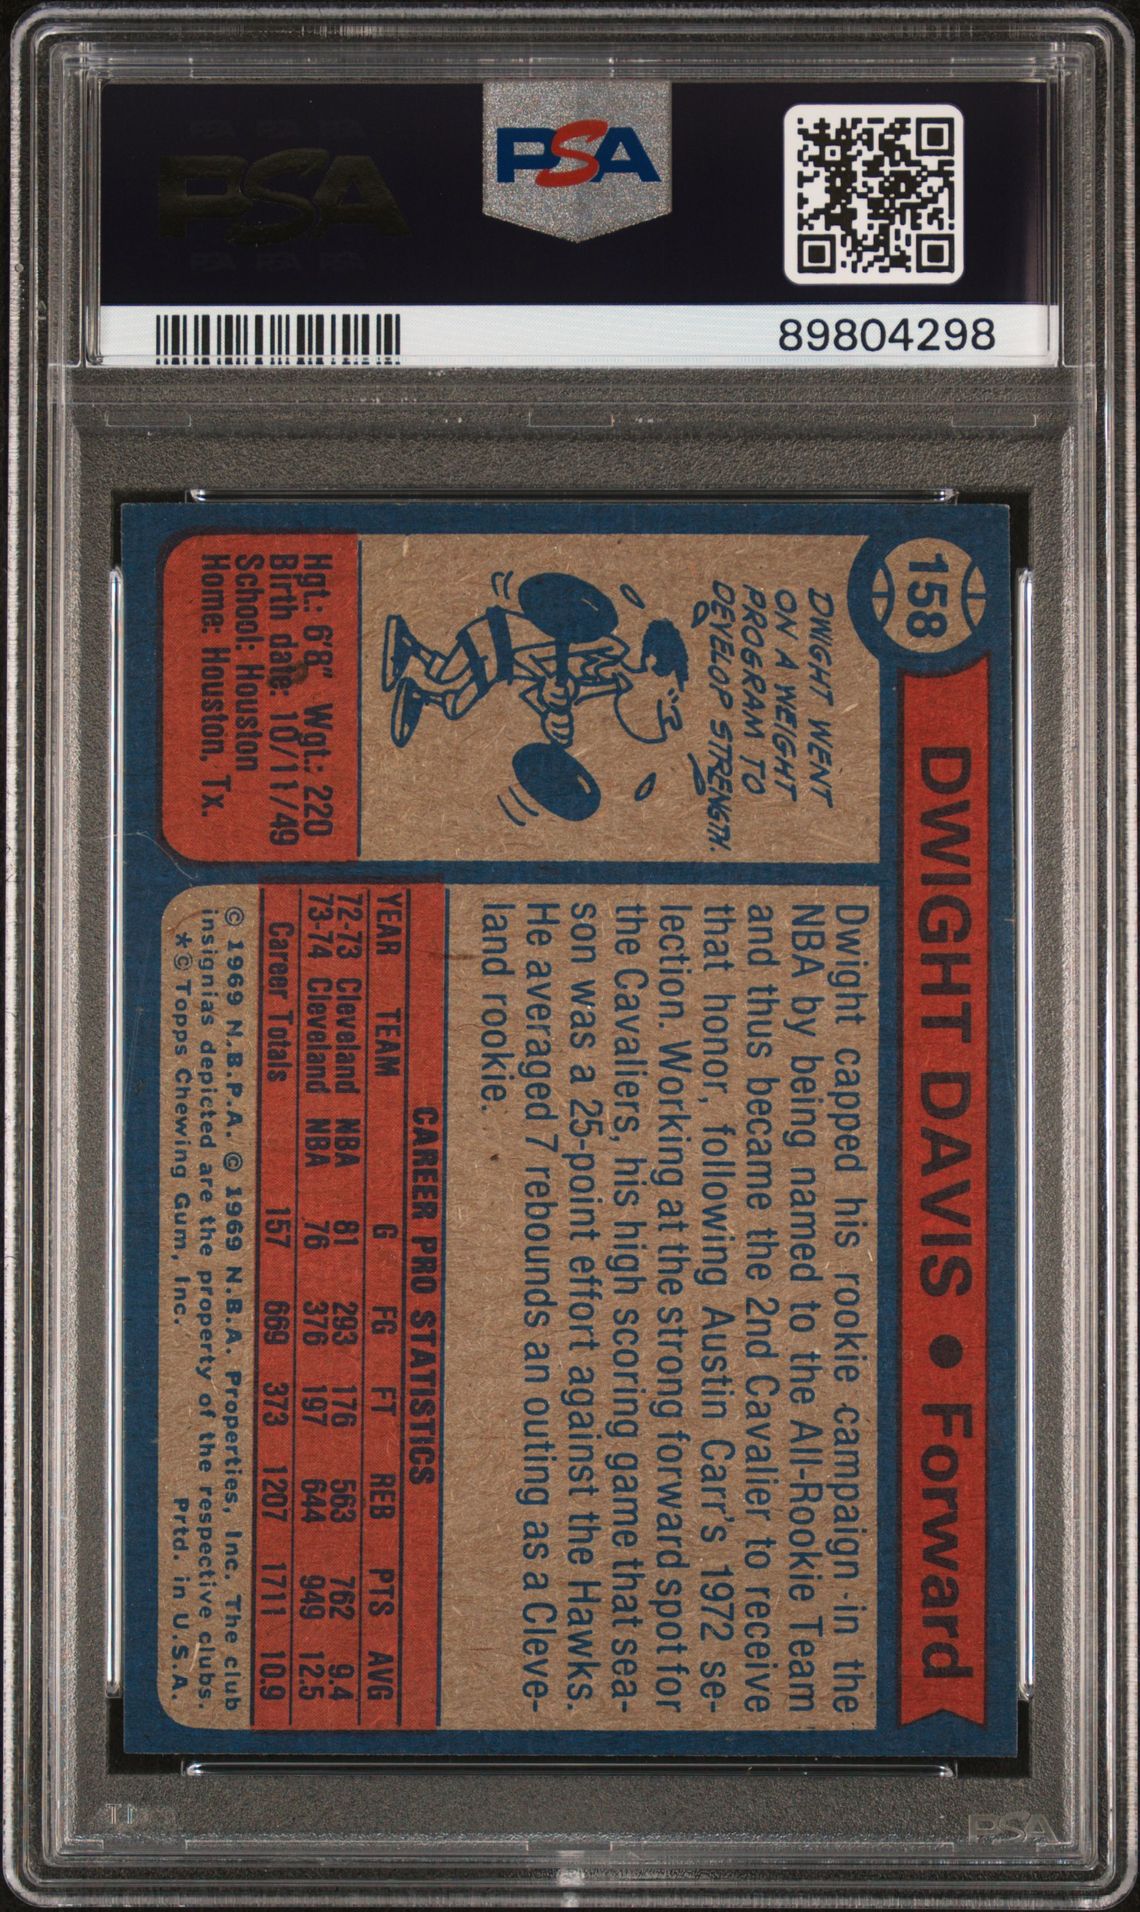 PSA
PSA
89804298
158
DWIGHT DAVIS • Forward
DWIGHT WENT
ON A WEIGHT
PROGRAM TO
DEVELOP STRENGTH.
Hgt.: 6'8" Wgt.: 220
Birth date: 10/11/49
School: Houston
Home: Houston, Tx.
Dwight capped his rookie campaign in the
NBA by being named to the All-Rookie Team
and thus became the 2nd Cavalier to receive
that honor, following Austin Carr's 1972 se-
lection. Working at the strong forward spot for
the Cavaliers, his high scoring game that sea-
son was a 25-point effort against the Hawks.
He averaged 7 rebounds an outing as a Cleve-
land rookie.
CAREER PRO STATISTICS
YEAR TEAM G FG FT REB PTS AVG
72-73 Cleveland NBA 81 293 176 563 762 9.4
73-74 Cleveland NBA 76 376 197 644 949 12.5
Career Totals 157 669 373 1207 1711 10.9
© 1969 N.B.P.A. © 1969 N.B.A. Properties, Inc. The club
insignias depicted are the property of the respective clubs.
*© Topps Chewing Gum, Inc. Prtd. in U.S.A.
PSA